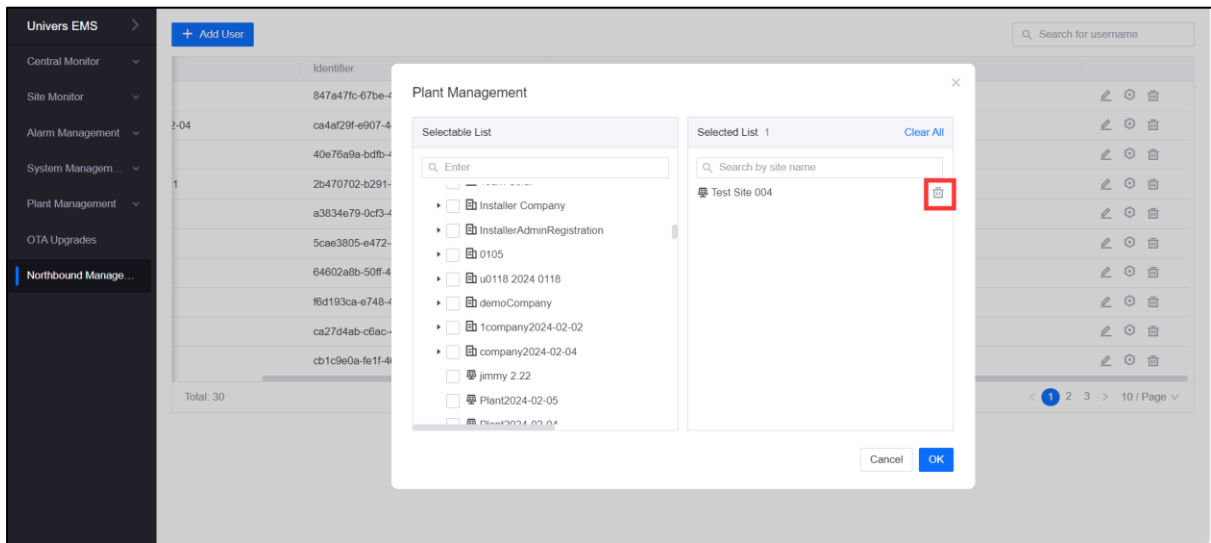 Univers EMS
Central Monitor
Site Monitor
Alarm Management
System Managem...
Plant Management
OTA Upgrades
Northbound Manage...
+ Add User
Search for username
Identifier
847a47fc-67be-4
2-04
ca4af29f-e907-4
40e76a9a-bdfb-4
1
2b470702-b291-
a3834e79-0cf3-4
5cae3805-e472-
64602a8b-50ff-4
f6d193ca-e748-4
ca27d4ab-c6ac-
cb1c9e0a-fe1f-4
Total: 30
< 1 2 3 > 10 / Page
Plant Management
Selectable List
Enter
Installer Company
InstallerAdminRegistration
0105
u0118 2024 0118
demoCompany
1company2024-02-02
company2024-02-04
jimmy 2.22
Plant2024-02-05
Plant2024-02-04
Selected List 1
Clear All
Search by site name
Test Site 004
Cancel
OK